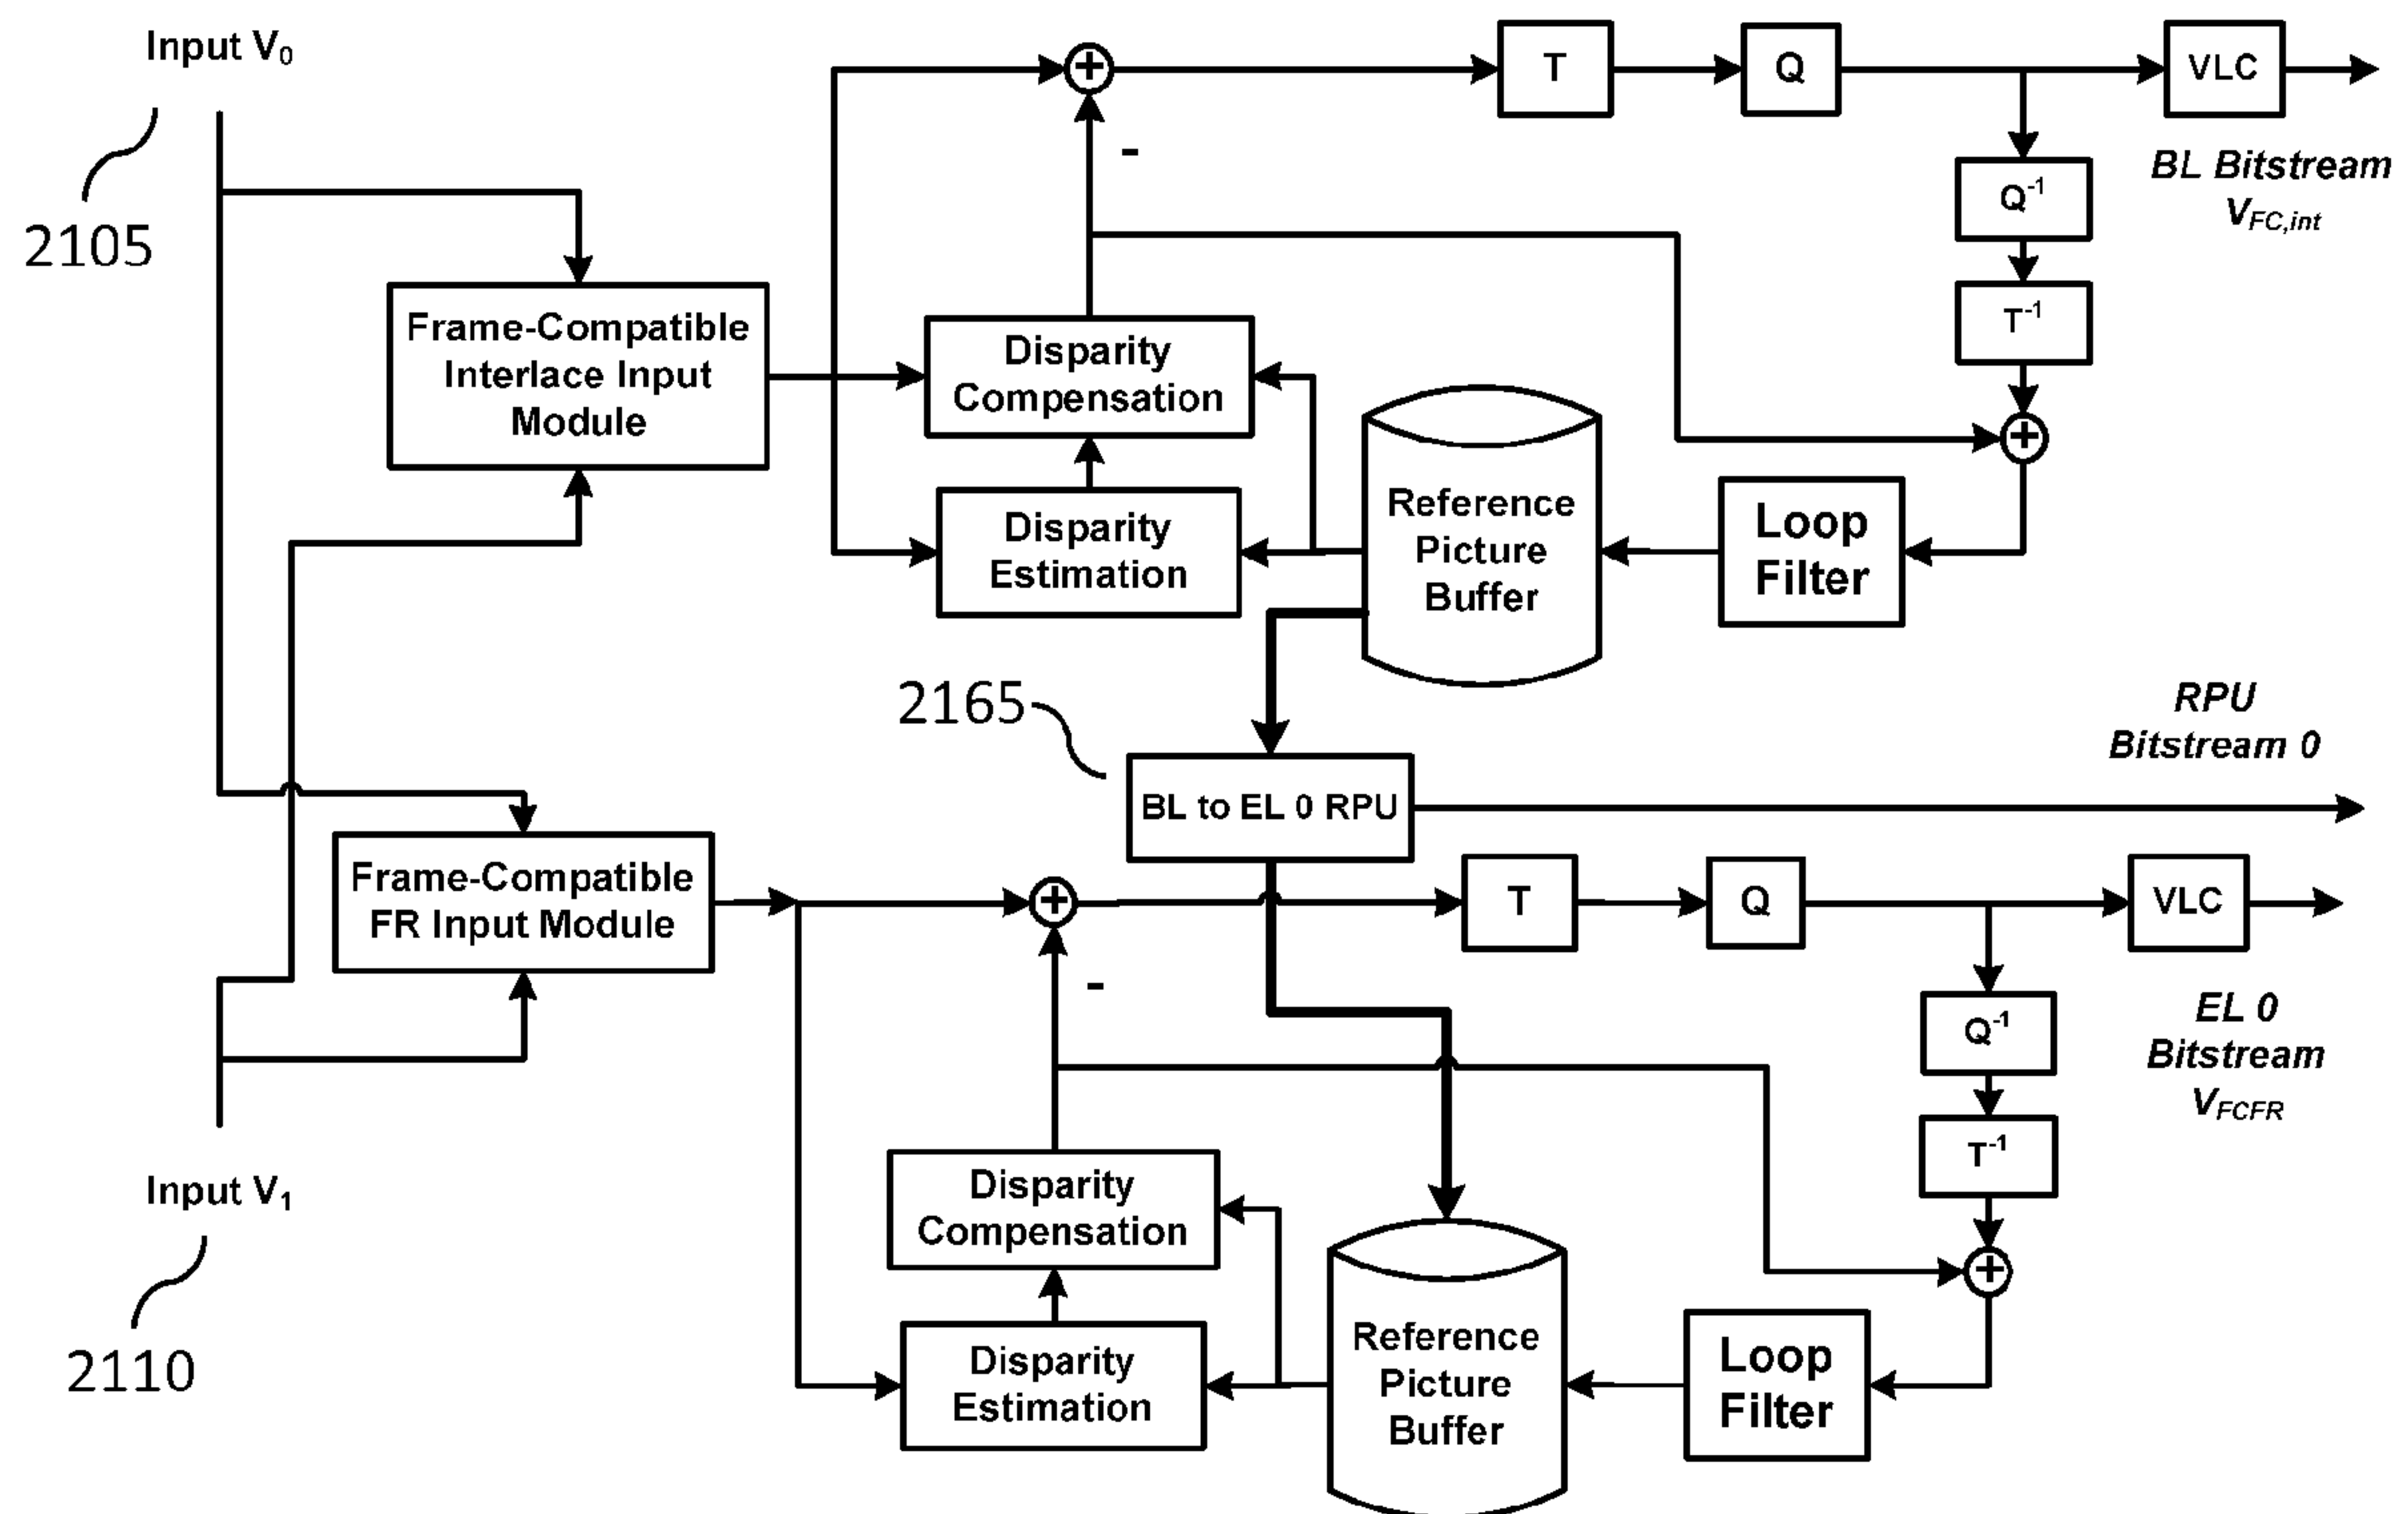 Input V0
2105
Frame-Compatible
Interlace Input
Module
+
-
T
Q
VLC
BL Bitstream
VFC,int
Q-1
T-1
+
Disparity
Compensation
Disparity
Estimation
Reference
Picture
Buffer
Loop
Filter
2165
BL to EL 0 RPU
RPU
Bitstream 0
Frame-Compatible
FR Input Module
+
-
T
Q
VLC
EL 0
Bitstream
VFCFR
Q-1
T-1
+
Disparity
Compensation
Disparity
Estimation
Reference
Picture
Buffer
Loop
Filter
Input V1
2110